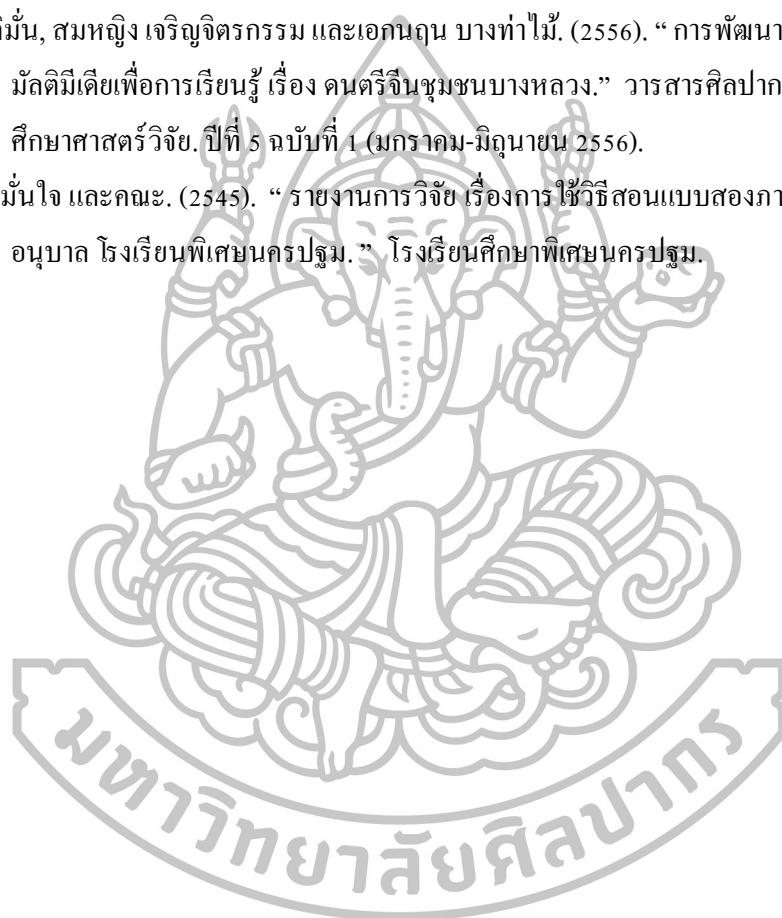 มั่น, สมหญิง เจริญจิตรกรรม และเอกนฤน บางท่าไม้. (2556). “ การพัฒนา
มัลติมีเดียเพื่อการเรียนรู้ เรื่อง ดนตรีจีนชุมชนบางหลวง.” วารสารศิลปาก
ศึกษาศาสตร์วิจัย. ปีที่ 5 ฉบับที่ 1 (มกราคม-มิถุนายน 2556).
มั่นใจ และคณะ. (2545). “ รายงานการวิจัย เรื่องการใช้วิธีสอนแบบสองภา
อนุบาล โรงเรียนพิเศษนครปฐม. ” โรงเรียนศึกษาพิเศษนครปฐม.
มหาวิทยาลัยศิลปากร